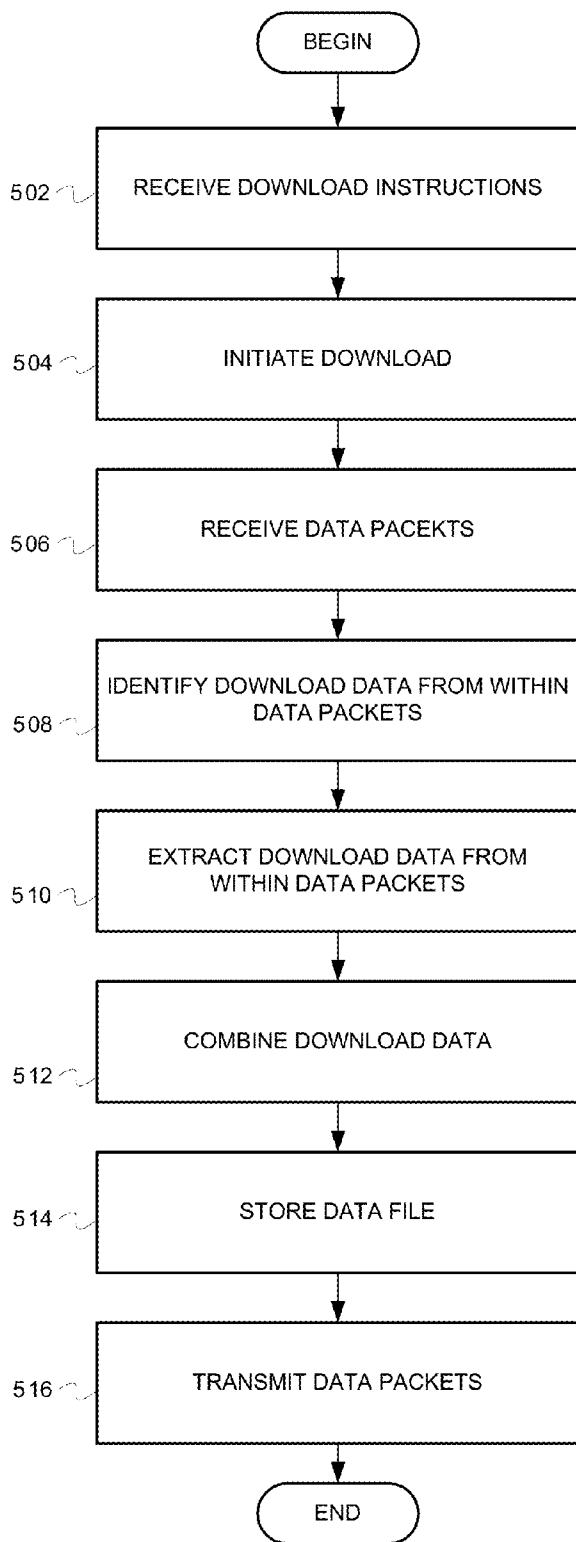 BEGIN
502
RECEIVE DOWNLOAD INSTRUCTIONS
504
INITIATE DOWNLOAD
506
RECEIVE DATA PACEKTS
508
IDENTIFY DOWNLOAD DATA FROM WITHIN
DATA PACKETS
510
EXTRACT DOWNLOAD DATA FROM
WITHIN DATA PACKETS
512
COMBINE DOWNLOAD DATA
514
STORE DATA FILE
516
TRANSMIT DATA PACKETS
END